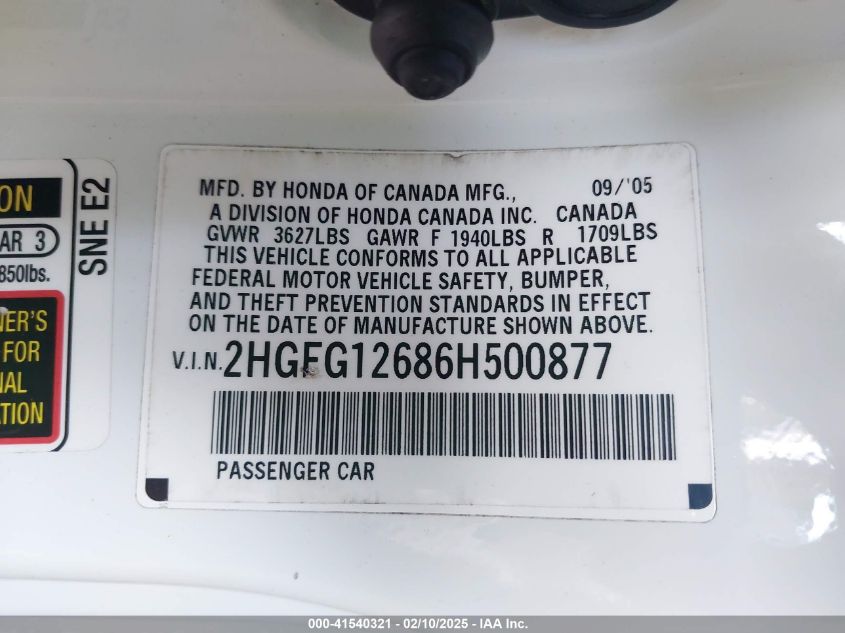 ON
AR 3
850lbs.
NER'S
FOR
NAL
ATION
SNE E2
MFD. BY HONDA OF CANADA MFG., 09/'05
A DIVISION OF HONDA CANADA INC. CANADA
GVWR 3627LBS GAWR F 1940LBS R 1709LBS
THIS VEHICLE CONFORMS TO ALL APPLICABLE
FEDERAL MOTOR VEHICLE SAFETY, BUMPER,
AND THEFT PREVENTION STANDARDS IN EFFECT
ON THE DATE OF MANUFACTURE SHOWN ABOVE.
V.I.N. 2HGFG12686H500877
PASSENGER CAR
000-41540321 - 02/10/2025 - IAA Inc.